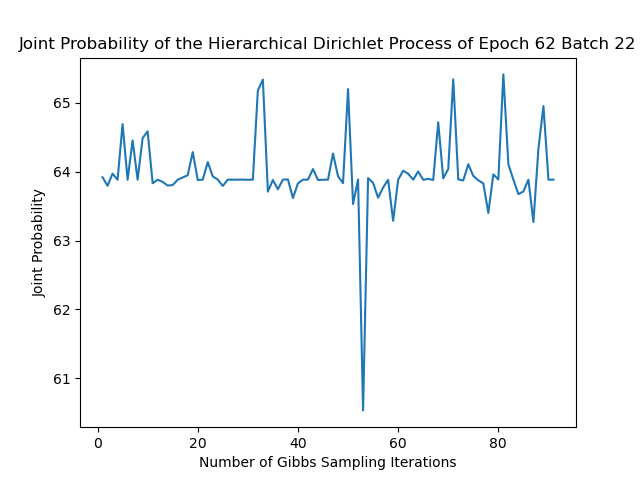 Joint Probability of the Hierarchical Dirichlet Process of Epoch 62 Batch 22
65
64
63
62
61
Joint Probability
0 20 40 60 80
Number of Gibbs Sampling Iterations